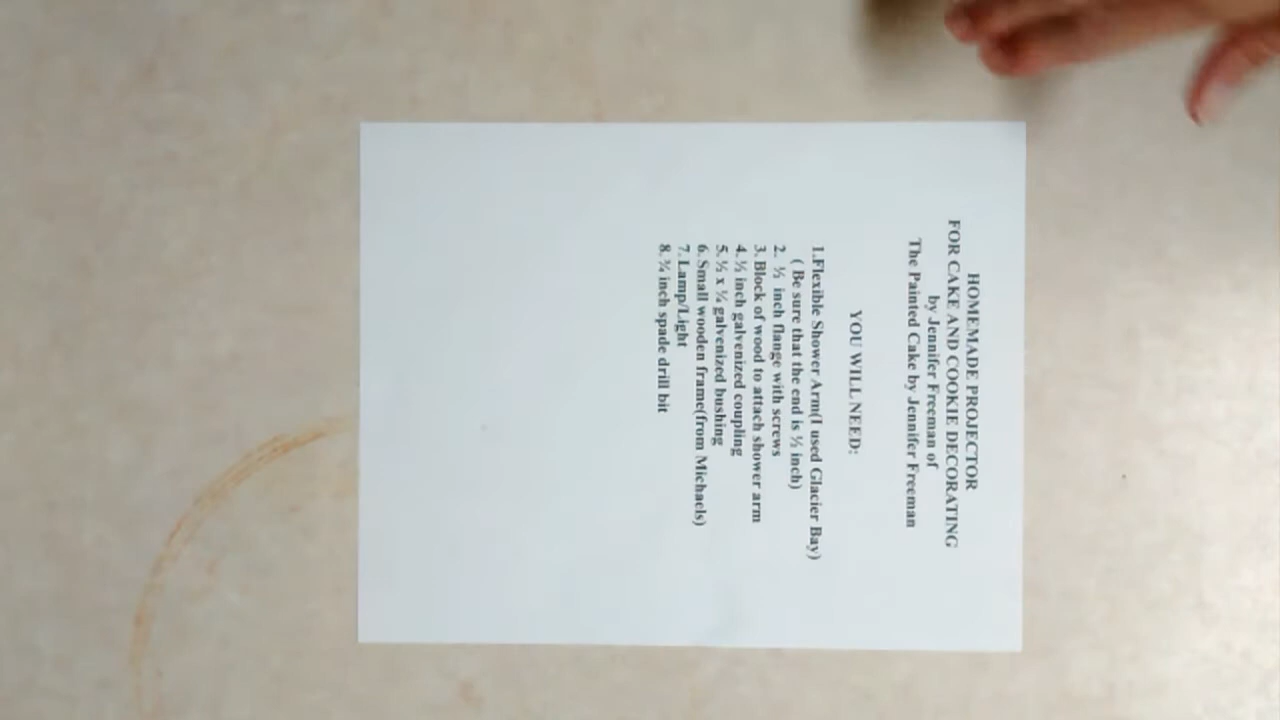 HOMEMADE PROJECTOR
FOR CAKE AND COOKIE DECORATING
by Jennifer Freeman of
The Painted Cake by Jennifer Freeman
YOU WILL NEED:
1.Flexible Shower Arm(I used Glacier Bay)
( Be sure that the end is ½ inch)
2. ½ inch flange with screws
3. Block of wood to attach shower arm
4. ½ inch galvenized coupling
5. ½ x ¼ galvenized bushing
6. Small wooden frame(from Michaels)
7. Lamp/Light
8. ¾ inch spade drill bit